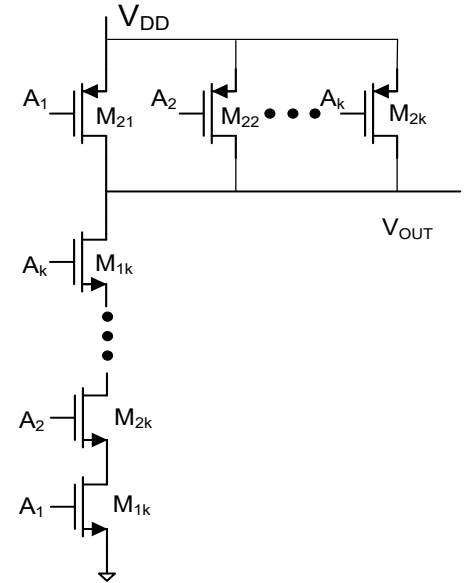 V_DD
A_1 M_21 A_2 M_22 A_k M_2k
V_OUT
A_k M_1k
A_2 M_2k
A_1 M_1k